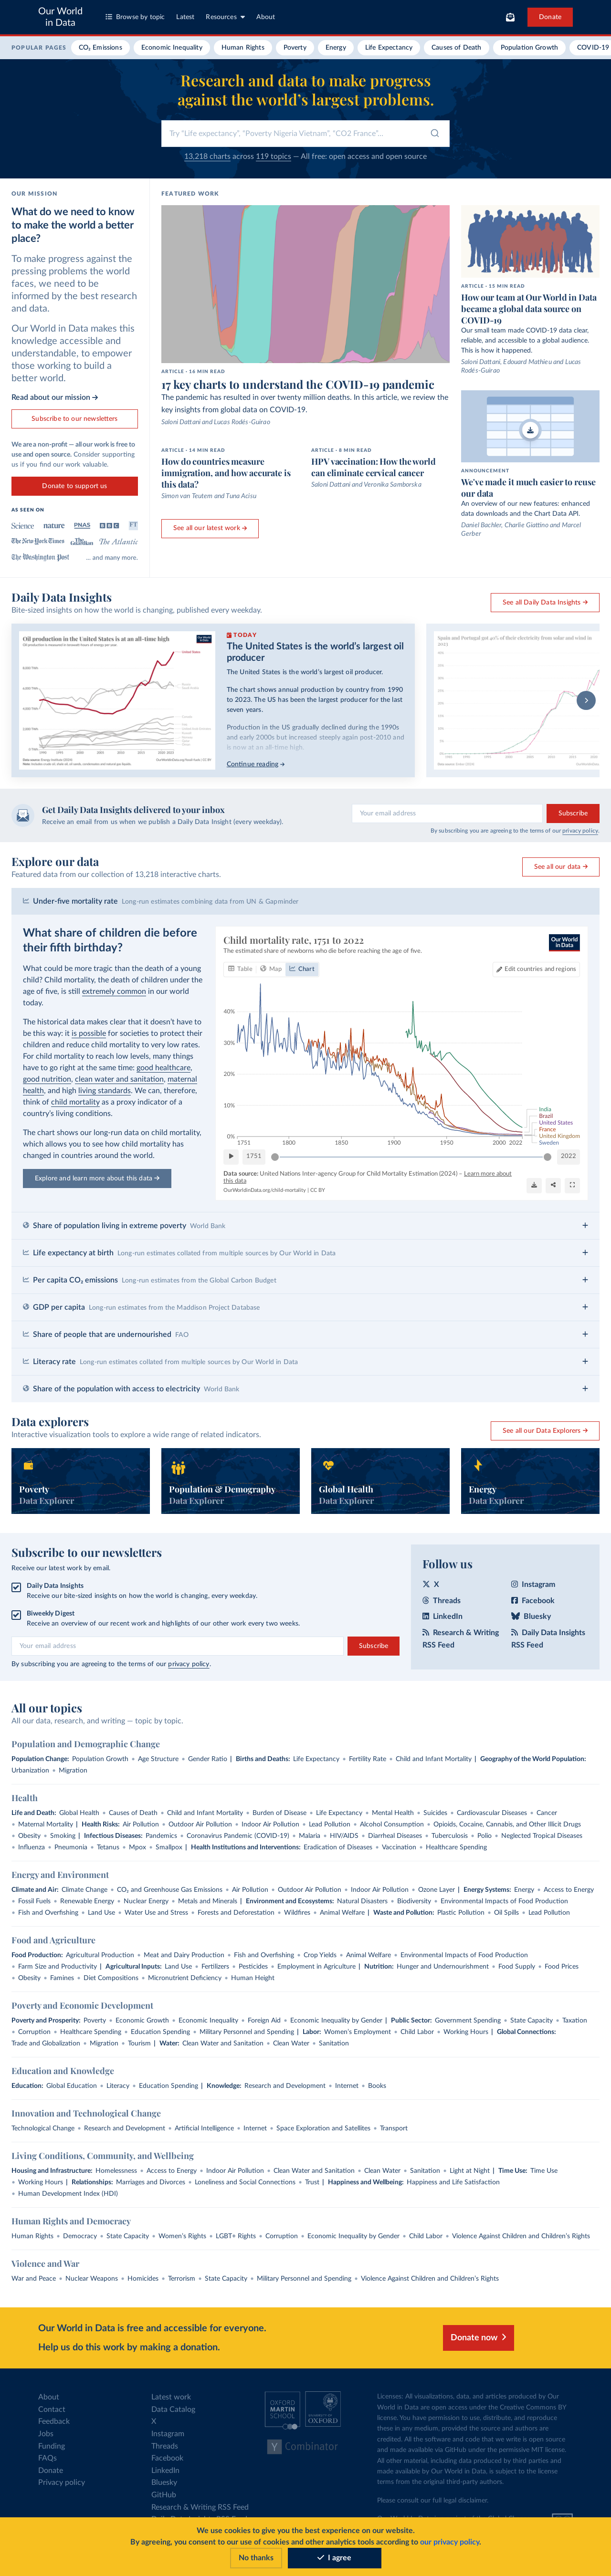 Our World
in Data
Browse by topic
Latest
Resources
About
Donate
POPULAR PAGES
CO₂ Emissions
Economic Inequality
Human Rights
Poverty
Energy
Life Expectancy
Causes of Death
Population Growth
COVID-19
Research and data to make progress
against the world's largest problems.
Try "Life expectancy", "Poverty Nigeria Vietnam", "CO2 France"...
13,218 charts across 119 topics — All free: open access and open source
OUR MISSION
What do we need to know
to make the world a better
place?
To make progress against the
pressing problems the world
faces, we need to be
informed by the best research
and data.
Our World in Data makes this
knowledge accessible and
understandable, to empower
those working to build a
better world.
Read about our mission →
Subscribe to our newsletters
We are a non-profit — all our work is free to
use and open source. Consider supporting
us if you find our work valuable.
Donate to support us
AS SEEN ON
Science
nature
PNAS
BBC
FT
The New York Times
The Guardian
The Atlantic
The Washington Post
... and many more.
FEATURED WORK
ARTICLE • 16 MIN READ
17 key charts to understand the COVID-19 pandemic
The pandemic has resulted in over twenty million deaths. In this article, we review the
key insights from global data on COVID-19.
Saloni Dattani and Lucas Rodés-Guirao
ARTICLE • 14 MIN READ
How do countries measure
immigration, and how accurate is
this data?
Simon van Teutem and Tuna Acisu
ARTICLE • 8 MIN READ
HPV vaccination: How the world
can eliminate cervical cancer
Saloni Dattani and Veronika Samborska
See all our latest work →
ARTICLE • 15 MIN READ
How our team at Our World in Data
became a global data source on
COVID-19
Our small team made COVID-19 data clear,
reliable, and accessible to a global audience.
This is how it happened.
Saloni Dattani, Edouard Mathieu and Lucas
Rodés-Guirao
ANNOUNCEMENT
We've made it much easier to reuse
our data
An overview of our new features: enhanced
data downloads and the Chart Data API.
Daniel Bachler, Charlie Giattino and Marcel
Gerber
Daily Data Insights
Bite-sized insights on how the world is changing, published every weekday.
See all Daily Data Insights →
Oil production in the United States is at an all-time high
United States
TODAY
The United States is the world's largest oil
producer
The United States is the world's largest oil producer.
The chart shows annual production by country from 1990
to 2023. The US has been the largest producer for the last
seven years.
Production in the US gradually declined during the 1990s
and early 2000s but increased steeply again post-2010 and
is now at an all-time high.
Continue reading →
Spain and Portugal get 40% of their electricity from solar and wind in
2023
Get Daily Data Insights delivered to your inbox
Receive an email from us when we publish a Daily Data Insight (every weekday).
Your email address
Subscribe
By subscribing you are agreeing to the terms of our privacy policy.
Explore our data
Featured data from our collection of 13,218 interactive charts.
See all our data →
Under-five mortality rate Long-run estimates combining data from UN & Gapminder
What share of children die before
their fifth birthday?
What could be more tragic than the death of a young
child? Child mortality, the death of children under the
age of five, is still extremely common in our world
today.
The historical data makes clear that it doesn't have to
be this way: it is possible for societies to protect their
children and reduce child mortality to very low rates.
For child mortality to reach low levels, many things
have to go right at the same time: good healthcare,
good nutrition, clean water and sanitation, maternal
health, and high living standards. We can, therefore,
think of child mortality as a proxy indicator of a
country's living conditions.
The chart shows our long-run data on child mortality,
which allows you to see how child mortality has
changed in countries around the world.
Explore and learn more about this data →
Child mortality rate, 1751 to 2022
The estimated share of newborns who die before reaching the age of five.
Our World
in Data
Table
Map
Chart
Edit countries and regions
40%
30%
20%
10%
0%
1751
1800
1850
1900
1950
2000
2022
India
Brazil
United States
France
United Kingdom
Sweden
1751
2022
Data source: United Nations Inter-agency Group for Child Mortality Estimation (2024) – Learn more about
this data
OurWorldinData.org/child-mortality | CC BY
Share of population living in extreme poverty World Bank
Life expectancy at birth Long-run estimates collated from multiple sources by Our World in Data
Per capita CO₂ emissions Long-run estimates from the Global Carbon Budget
GDP per capita Long-run estimates from the Maddison Project Database
Share of people that are undernourished FAO
Literacy rate Long-run estimates collated from multiple sources by Our World in Data
Share of the population with access to electricity World Bank
Data explorers
Interactive visualization tools to explore a wide range of related indicators.
See all our Data Explorers →
Poverty
Data Explorer
Population & Demography
Data Explorer
Global Health
Data Explorer
Energy
Data Explorer
Subscribe to our newsletters
Receive our latest work by email.
Daily Data Insights
Receive our bite-sized insights on how the world is changing, every weekday.
Biweekly Digest
Receive an overview of our recent work and highlights of our other work every two weeks.
Your email address
Subscribe
By subscribing you are agreeing to the terms of our privacy policy.
Follow us
X
Instagram
Threads
Facebook
LinkedIn
Bluesky
Research & Writing
RSS Feed
Daily Data Insights
RSS Feed
All our topics
All our data, research, and writing — topic by topic.
Population and Demographic Change
Population Change: Population Growth • Age Structure • Gender Ratio | Births and Deaths: Life Expectancy • Fertility Rate • Child and Infant Mortality | Geography of the World Population:
Urbanization • Migration
Health
Life and Death: Global Health • Causes of Death • Child and Infant Mortality • Burden of Disease • Life Expectancy • Mental Health • Suicides • Cardiovascular Diseases • Cancer
• Maternal Mortality | Health Risks: Air Pollution • Outdoor Air Pollution • Indoor Air Pollution • Lead Pollution • Alcohol Consumption • Opioids, Cocaine, Cannabis, and Other Illicit Drugs
• Obesity • Smoking | Infectious Diseases: Pandemics • Coronavirus Pandemic (COVID-19) • Malaria • HIV/AIDS • Diarrheal Diseases • Tuberculosis • Polio • Neglected Tropical Diseases
• Influenza • Pneumonia • Tetanus • Mpox • Smallpox | Health Institutions and Interventions: Eradication of Diseases • Vaccination • Healthcare Spending
Energy and Environment
Climate and Air: Climate Change • CO₂ and Greenhouse Gas Emissions • Air Pollution • Outdoor Air Pollution • Indoor Air Pollution • Ozone Layer | Energy Systems: Energy • Access to Energy
• Fossil Fuels • Renewable Energy • Nuclear Energy • Metals and Minerals | Environment and Ecosystems: Natural Disasters • Biodiversity • Environmental Impacts of Food Production
• Fish and Overfishing • Land Use • Water Use and Stress • Forests and Deforestation • Wildfires • Animal Welfare | Waste and Pollution: Plastic Pollution • Oil Spills • Lead Pollution
Food and Agriculture
Food Production: Agricultural Production • Meat and Dairy Production • Fish and Overfishing • Crop Yields • Animal Welfare • Environmental Impacts of Food Production
• Farm Size and Productivity | Agricultural Inputs: Land Use • Fertilizers • Pesticides • Employment in Agriculture | Nutrition: Hunger and Undernourishment • Food Supply • Food Prices
• Obesity • Famines • Diet Compositions • Micronutrient Deficiency • Human Height
Poverty and Economic Development
Poverty and Prosperity: Poverty • Economic Growth • Economic Inequality • Foreign Aid • Economic Inequality by Gender | Public Sector: Government Spending • State Capacity • Taxation
• Corruption • Healthcare Spending • Education Spending • Military Personnel and Spending | Labor: Women's Employment • Child Labor • Working Hours | Global Connections:
Trade and Globalization • Migration • Tourism | Water: Clean Water and Sanitation • Clean Water • Sanitation
Education and Knowledge
Education: Global Education • Literacy • Education Spending | Knowledge: Research and Development • Internet • Books
Innovation and Technological Change
Technological Change • Research and Development • Artificial Intelligence • Internet • Space Exploration and Satellites • Transport
Living Conditions, Community, and Wellbeing
Housing and Infrastructure: Homelessness • Access to Energy • Indoor Air Pollution • Clean Water and Sanitation • Clean Water • Sanitation • Light at Night | Time Use: Time Use
• Working Hours | Relationships: Marriages and Divorces • Loneliness and Social Connections • Trust | Happiness and Wellbeing: Happiness and Life Satisfaction
• Human Development Index (HDI)
Human Rights and Democracy
Human Rights • Democracy • State Capacity • Women's Rights • LGBT+ Rights • Corruption • Economic Inequality by Gender • Child Labor • Violence Against Children and Children's Rights
Violence and War
War and Peace • Nuclear Weapons • Homicides • Terrorism • State Capacity • Military Personnel and Spending • Violence Against Children and Children's Rights
Our World in Data is free and accessible for everyone.
Help us do this work by making a donation.
Donate now
About
Contact
Feedback
Jobs
Funding
FAQs
Donate
Privacy policy
Latest work
Data Catalog
X
Instagram
Threads
Facebook
LinkedIn
Bluesky
GitHub
Research & Writing RSS Feed
OXFORD
MARTIN
SCHOOL
UNIVERSITY OF
OXFORD
Y Combinator
Licenses: All visualizations, data, and articles produced by Our
World in Data are open access under the Creative Commons BY
license. You have permission to use, distribute, and reproduce
these in any medium, provided the source and authors are
credited. All the software and code that we write is open source
and made available via GitHub under the permissive MIT license.
All other material, including data produced by third parties and
made available by Our World in Data, is subject to the license
terms from the original third-party authors.
Please consult our full legal disclaimer.
We use cookies to give you the best experience on our website.
By agreeing, you consent to our use of cookies and other analytics tools according to our privacy policy.
No thanks
I agree